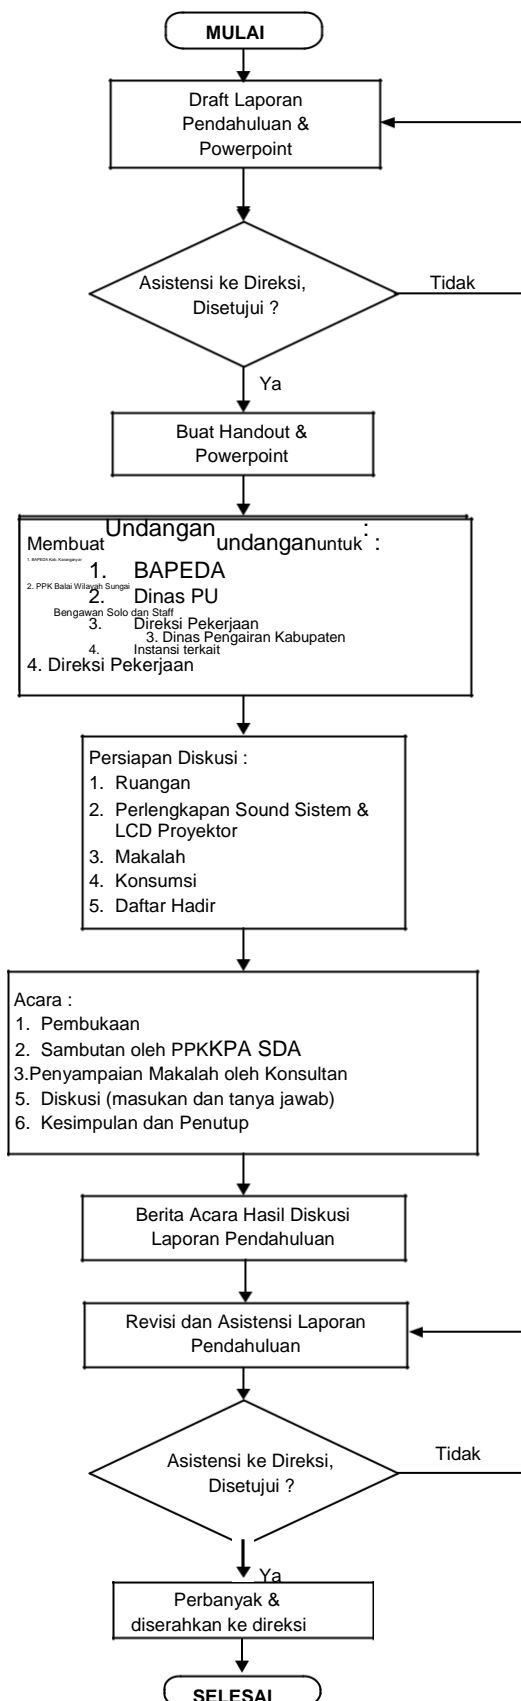 MULAI
Draft Laporan
Pendahuluan &
Powerpoint
Asistensi ke Direksi,
Disetujui ?
Tidak
Ya
Buat Handout &
Powerpoint
Membuat Undangan undangan untuk : :
1. BAPEDA Kab. Karanganyar
1. BAPEDA
2. PPK Balai Wilayah Sungai
2. Dinas PU
Bengawan Solo dan Staff
3. Direksi Pekerjaan
3. Dinas Pengairan Kabupaten
4. Instansi terkait
4. Direksi Pekerjaan
Persiapan Diskusi :
1. Ruangan
2. Perlengkapan Sound Sistem &
LCD Proyektor
3. Makalah
4. Konsumsi
5. Daftar Hadir
Acara :
1. Pembukaan
2. Sambutan oleh PPKKPA SDA
3.Penyampaian Makalah oleh Konsultan
5. Diskusi (masukan dan tanya jawab)
6. Kesimpulan dan Penutup
Berita Acara Hasil Diskusi
Laporan Pendahuluan
Revisi dan Asistensi Laporan
Pendahuluan
Asistensi ke Direksi,
Disetujui ?
Tidak
Ya
Perbanyak &
diserahkan ke direksi
SELESAI